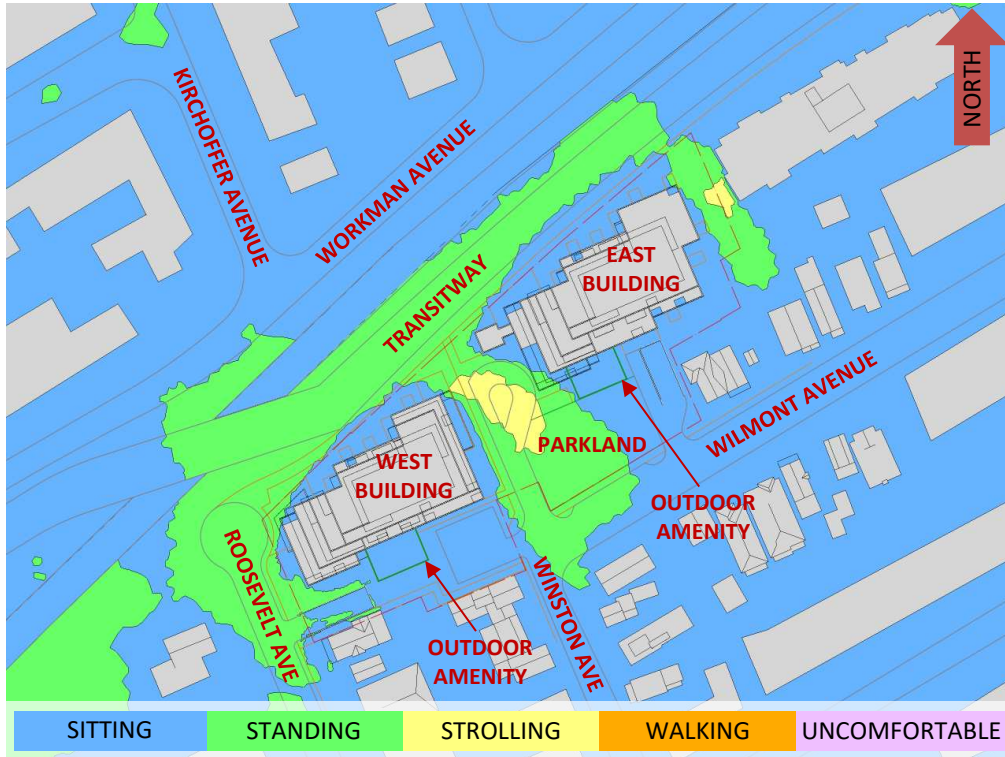 NORTH
KIRCHOFFER AVENUE
WORKMAN AVENUE
TRANSITWAY
EAST
BUILDING
WILMONT AVENUE
PARKLAND
WEST
BUILDING
OUTDOOR
AMENITY
ROOSEVELT AVE
WINSTON AVE
OUTDOOR
AMENITY
SITTING
STANDING
STROLLING
WALKING
UNCOMFORTABLE